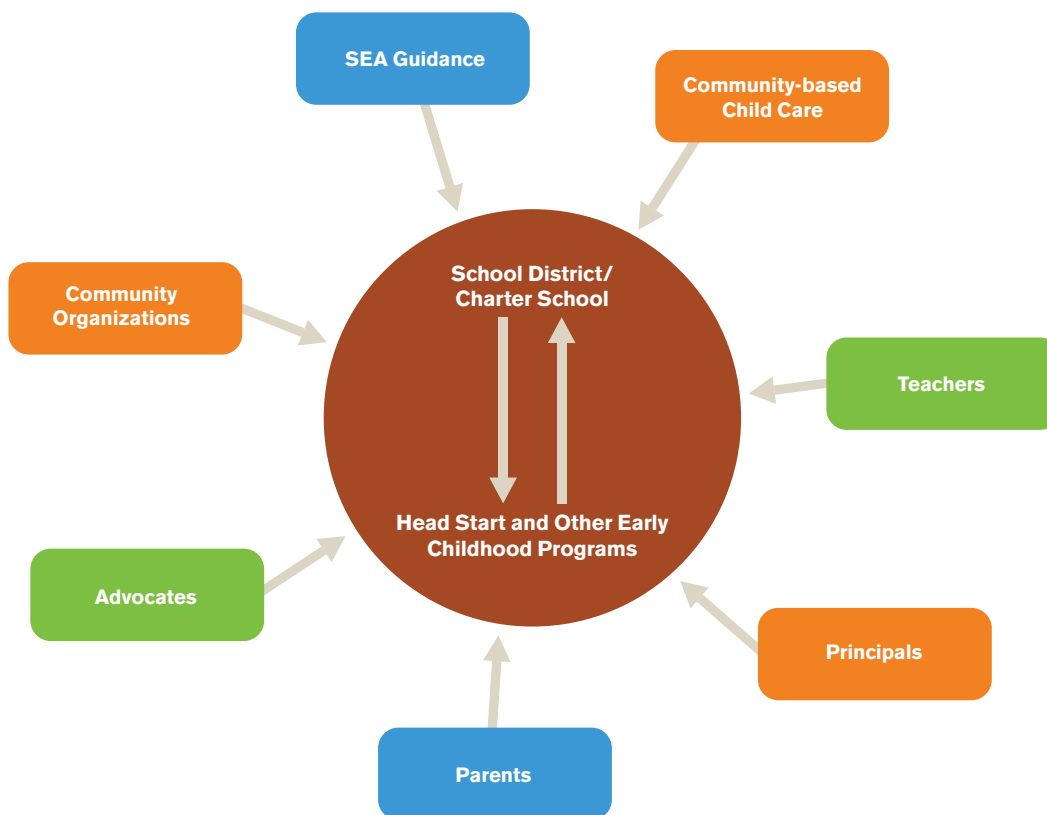 SEA Guidance
Community-based
Child Care
School District/
Charter School
Community
Organizations
Teachers
Head Start and Other Early
Childhood Programs
Advocates
Principals
Parents